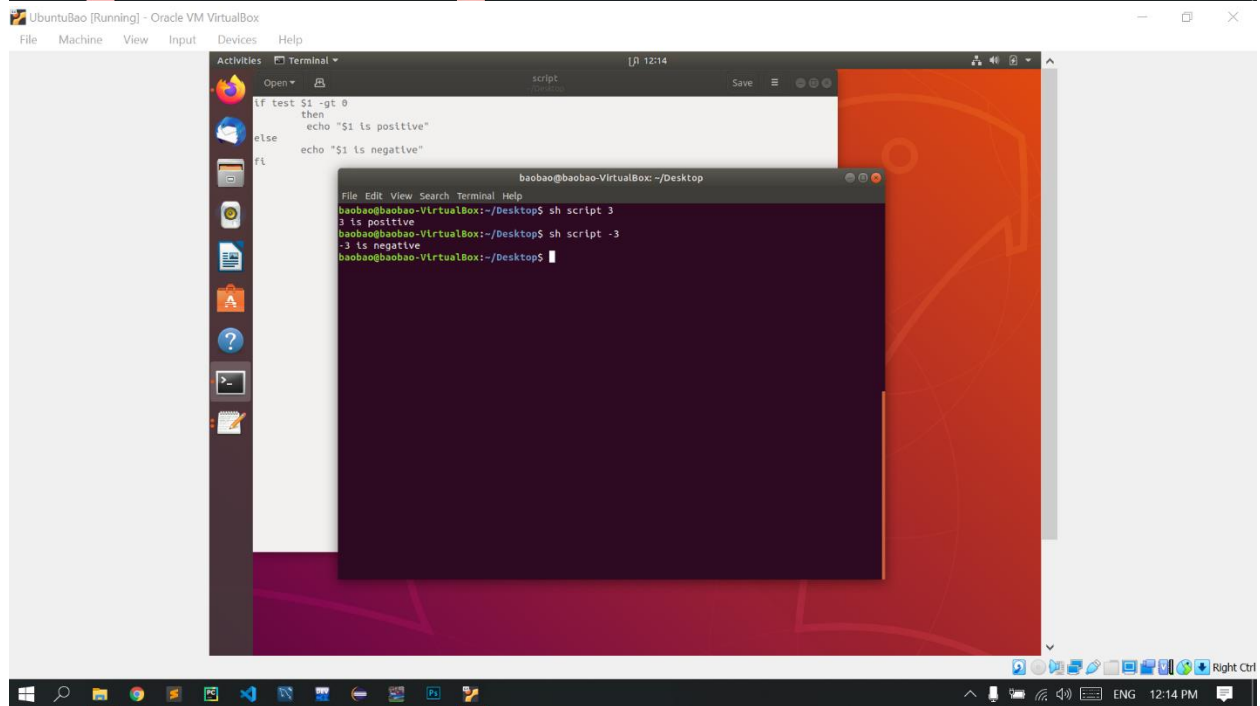 UbuntuBao [Running] - Oracle VM VirtualBox
File Machine View Input Devices Help
Activities Terminal 12:14
Open script Save
~/Desktop
if test $1 -gt 0
then
echo "$1 is positive"
else
echo "$1 is negative"
fi
baobao@baobao-VirtualBox: ~/Desktop
File Edit View Search Terminal Help
baobao@baobao-VirtualBox:~/Desktop$ sh script 3
3 is positive
baobao@baobao-VirtualBox:~/Desktop$ sh script -3
-3 is negative
baobao@baobao-VirtualBox:~/Desktop$
Right Ctrl
ENG 12:14 PM